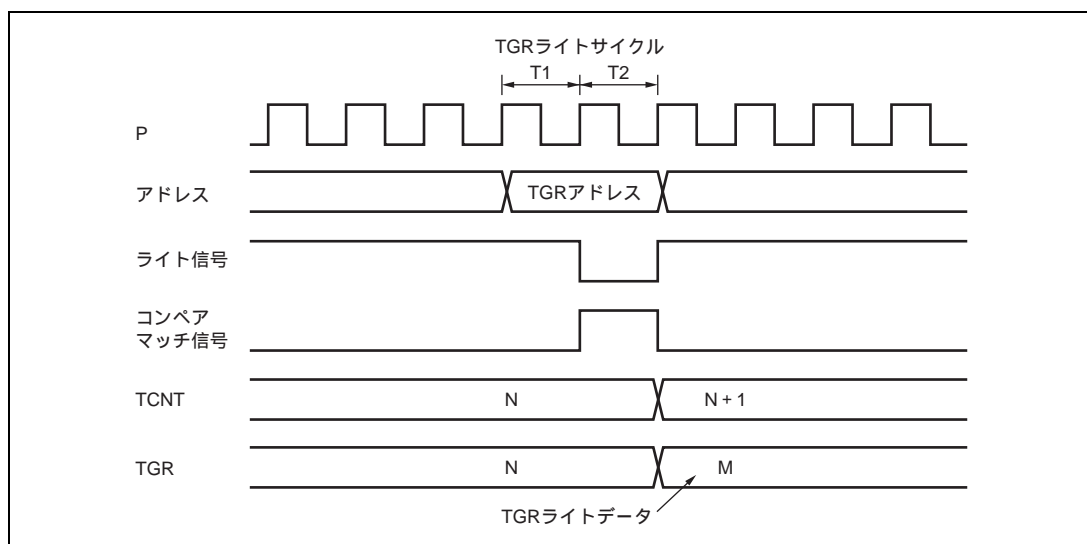 TGRライトサイクル
T1 T2
P
アドレス TGRアドレス
ライト信号
コンペア
マッチ信号
TCNT N N + 1
TGR N M
TGRライトデータ